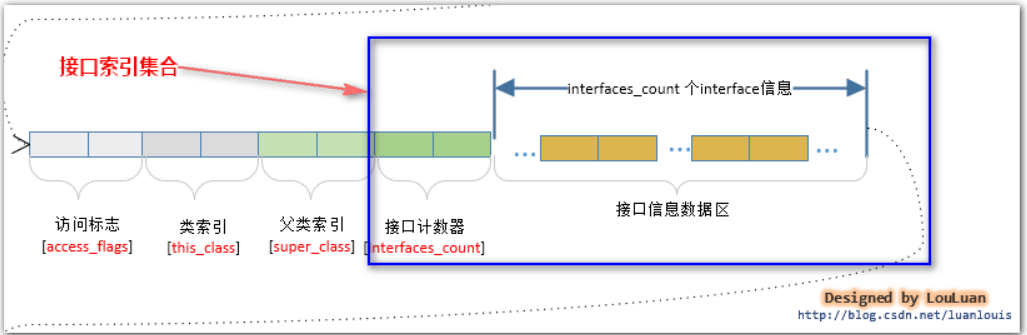 接口索引集合
interfaces_count 个interface信息
...
...
...
访问标志
[access_flags]
类索引
[this_class]
父类索引
[super_class]
接口计数器
[interfaces_count]
接口信息数据区
Designed by LouLuan
http://blog.csdn.net/luanlouis